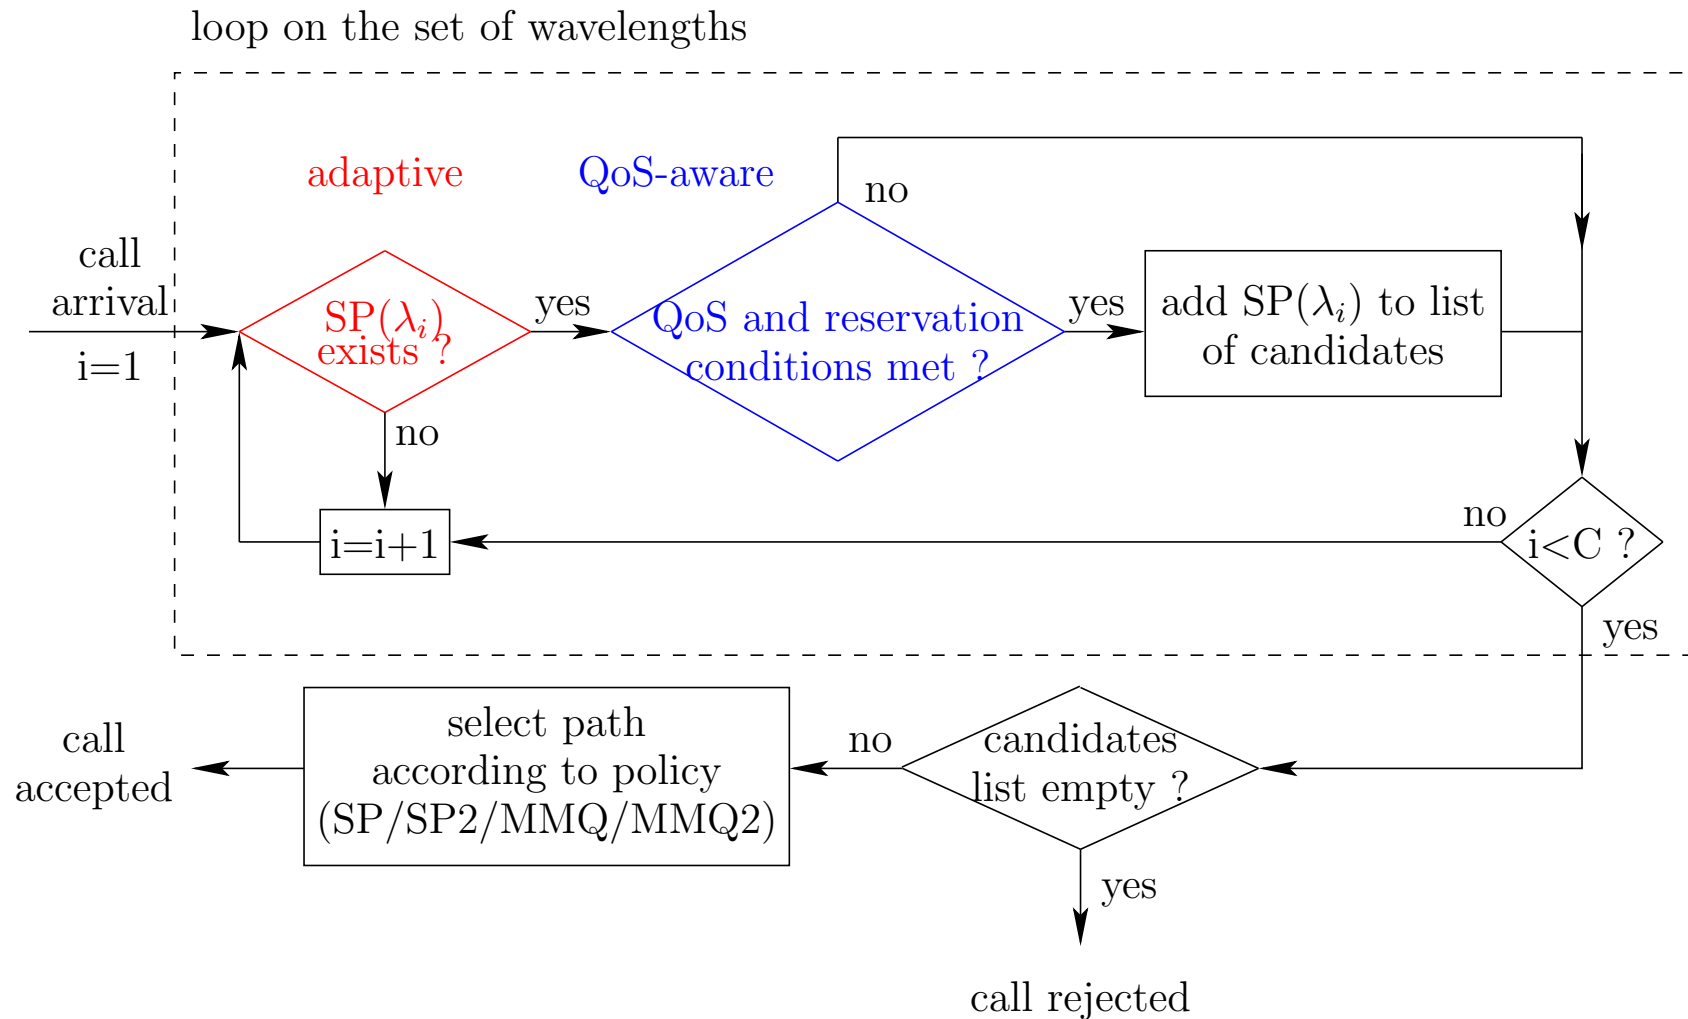 loop on the set of wavelengths
adaptive
QoS-aware
no
call
arrival
i=1
SP(λᵢ)
exists ?
yes
QoS and reservation
conditions met ?
yes
add SP(λᵢ) to list
of candidates
no
i=i+1
no
i<C ?
yes
call
accepted
select path
according to policy
(SP/SP2/MMQ/MMQ2)
no
candidates
list empty ?
yes
call rejected